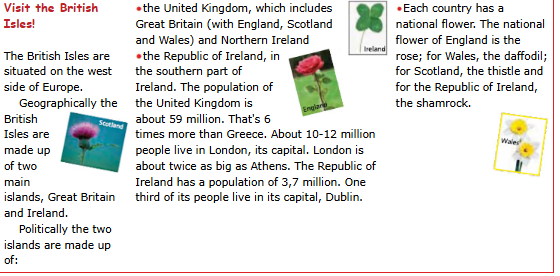 Visit the British
Isles!
The British Isles are
situated on the west
side of Europe.
Geographically the
British
Isles are
made up
of two
main
islands, Great Britain
and Ireland.
Politically the two
islands are made up
of:
Scotland
•the United Kingdom, which includes
Great Britain (with England, Scotland
and Wales) and Northern Ireland
•the Republic of Ireland, in
the southern part of
Ireland. The population of
the United Kingdom is
about 59 million. That's 6
times more than Greece. About 10-12 million
people live in London, its capital. London is
about twice as big as Athens. The Republic of
Ireland has a population of 3,7 million. One
third of its people live in its capital, Dublin.
Ireland
England
•Each country has a
national flower. The national
flower of England is the
rose; for Wales, the daffodil;
for Scotland, the thistle and
for the Republic of Ireland,
the shamrock.
Wales